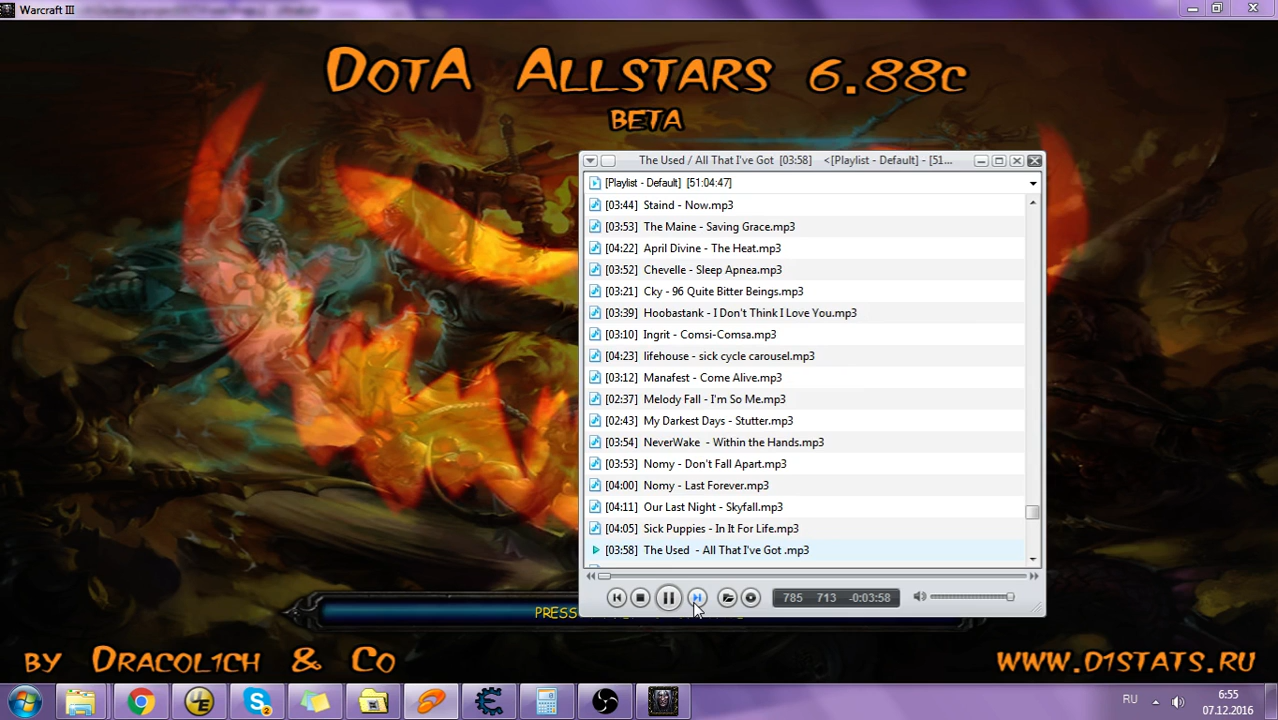 Warcraft III
DotA Allstars 6.88c
BETA
The Used / All That I've Got [03:58] <[Playlist - Default] - [51...
[Playlist - Default] [51:04:47]
[03:44] Staind - Now.mp3
[03:53] The Maine - Saving Grace.mp3
[04:22] April Divine - The Heat.mp3
[03:52] Chevelle - Sleep Apnea.mp3
[03:21] Cky - 96 Quite Bitter Beings.mp3
[03:39] Hoobastank - I Don't Think I Love You.mp3
[03:10] Ingrit - Comsi-Comsa.mp3
[04:23] lifehouse - sick cycle carousel.mp3
[03:12] Manafest - Come Alive.mp3
[02:37] Melody Fall - I'm So Me.mp3
[02:43] My Darkest Days - Stutter.mp3
[03:54] NeverWake - Within the Hands.mp3
[03:53] Nomy - Don't Fall Apart.mp3
[04:00] Nomy - Last Forever.mp3
[04:11] Our Last Night - Skyfall.mp3
[04:05] Sick Puppies - In It For Life.mp3
[03:58] The Used - All That I've Got .mp3
785 713 -0:03:58
PRESS
by Dracol1ch & Co
www.d1stats.ru
2
RU
6:55
07.12.2016